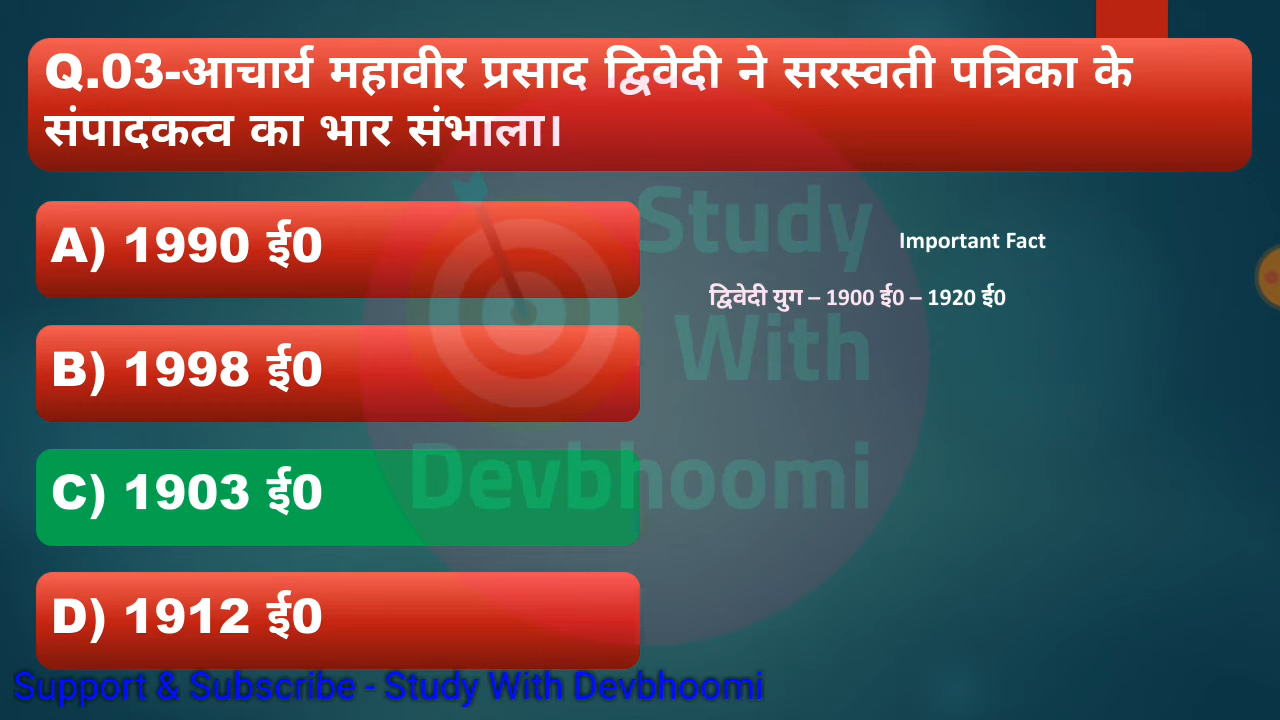 Q.03-आचार्य महावीर प्रसाद द्विवेदी ने सरस्वती पत्रिका के
संपादकत्व का भार संभाला।
A) 1990 ई0
B) 1998 ई0
C) 1903 ई0
D) 1912 ई0
Important Fact
द्विवेदी युग – 1900 ई0 – 1920 ई0
Study
With
Devbhoomi
Support & Subscribe - Study With Devbhoomi